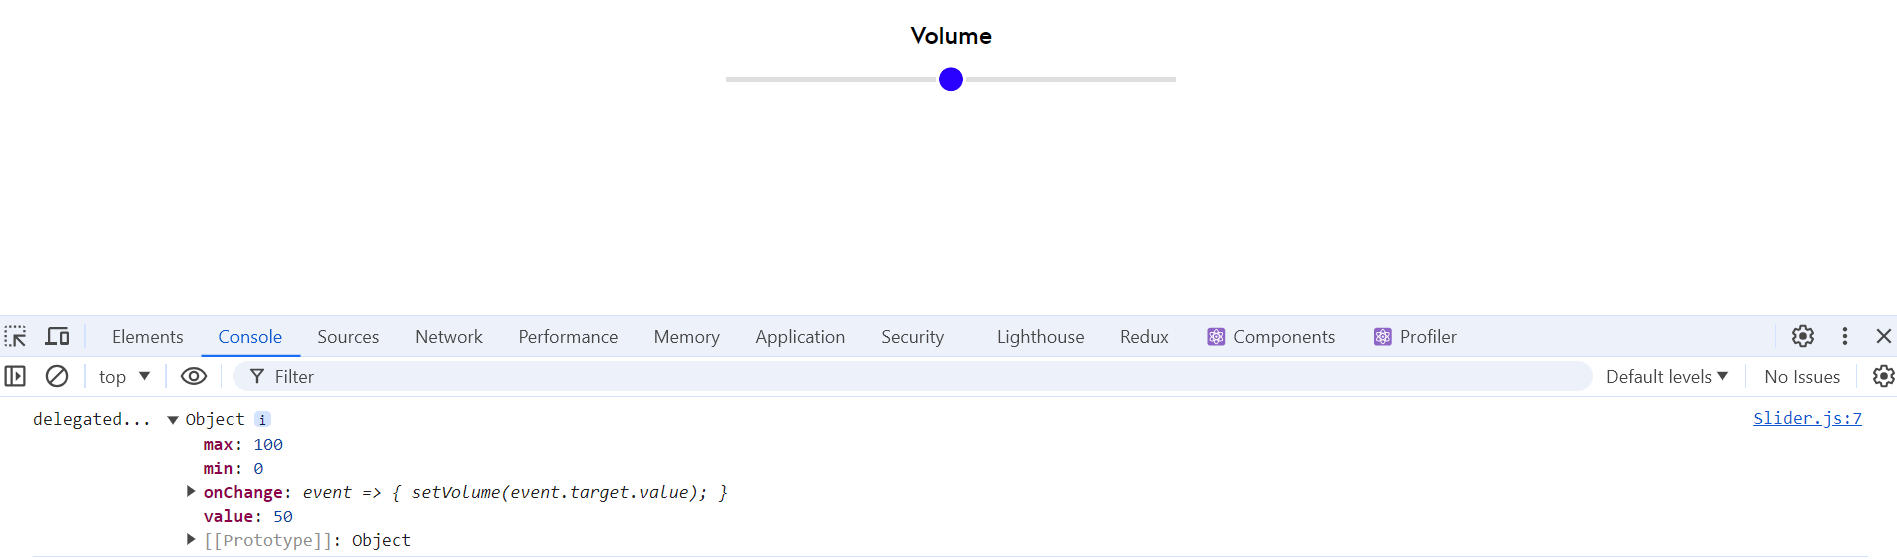 Volume
Elements Console Sources Network Performance Memory Application Security Lighthouse Redux Components Profiler
top Filter Default levels No Issues
delegated... Object i Slider.js:7
max: 100
min: 0
onChange: event => { setVolume(event.target.value); }
value: 50
[[Prototype]]: Object